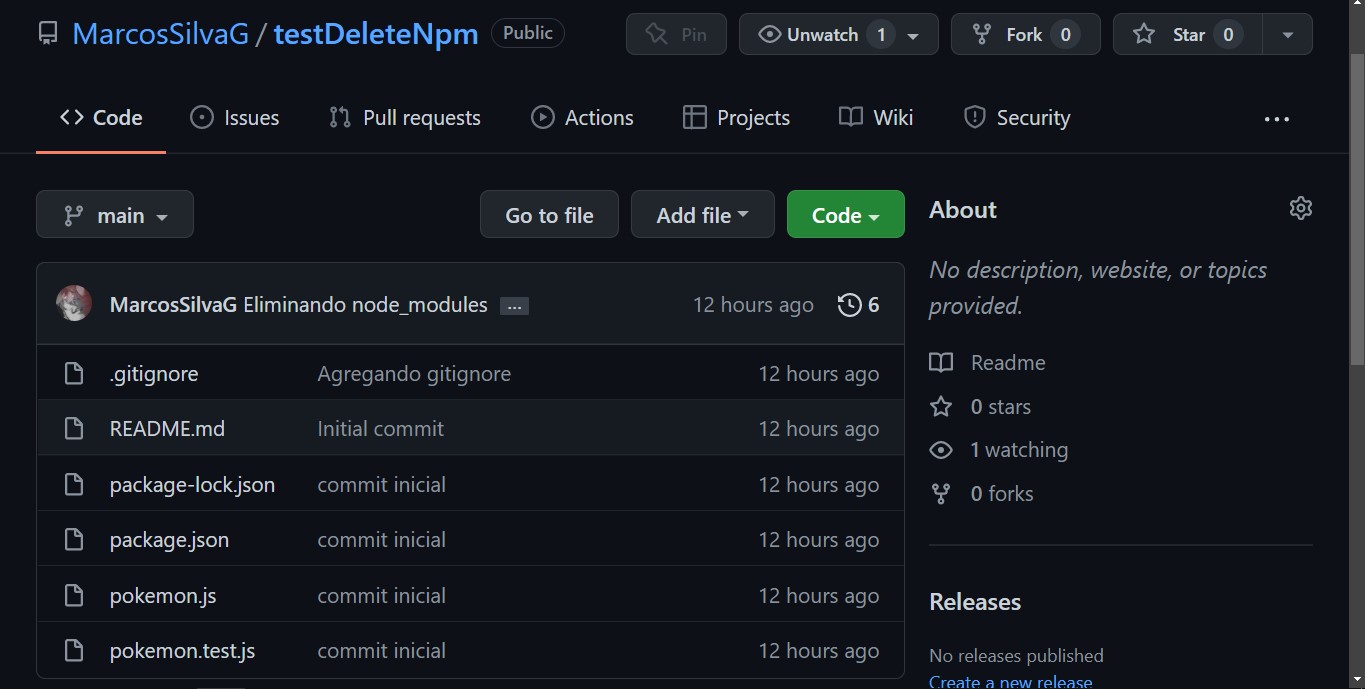 MarcosSilvaG / testDeleteNpm Public Pin Unwatch 1 Fork 0 Star 0
Code Issues Pull requests Actions Projects Wiki Security ...
main Go to file Add file Code
MarcosSilvaG Eliminando node_modules ... 12 hours ago 6
.gitignore Agregando gitignore 12 hours ago
README.md Initial commit 12 hours ago
package-lock.json commit inicial 12 hours ago
package.json commit inicial 12 hours ago
pokemon.js commit inicial 12 hours ago
pokemon.test.js commit inicial 12 hours ago
About
No description, website, or topics
provided.
Readme
0 stars
1 watching
0 forks
Releases
No releases published
Create a new release